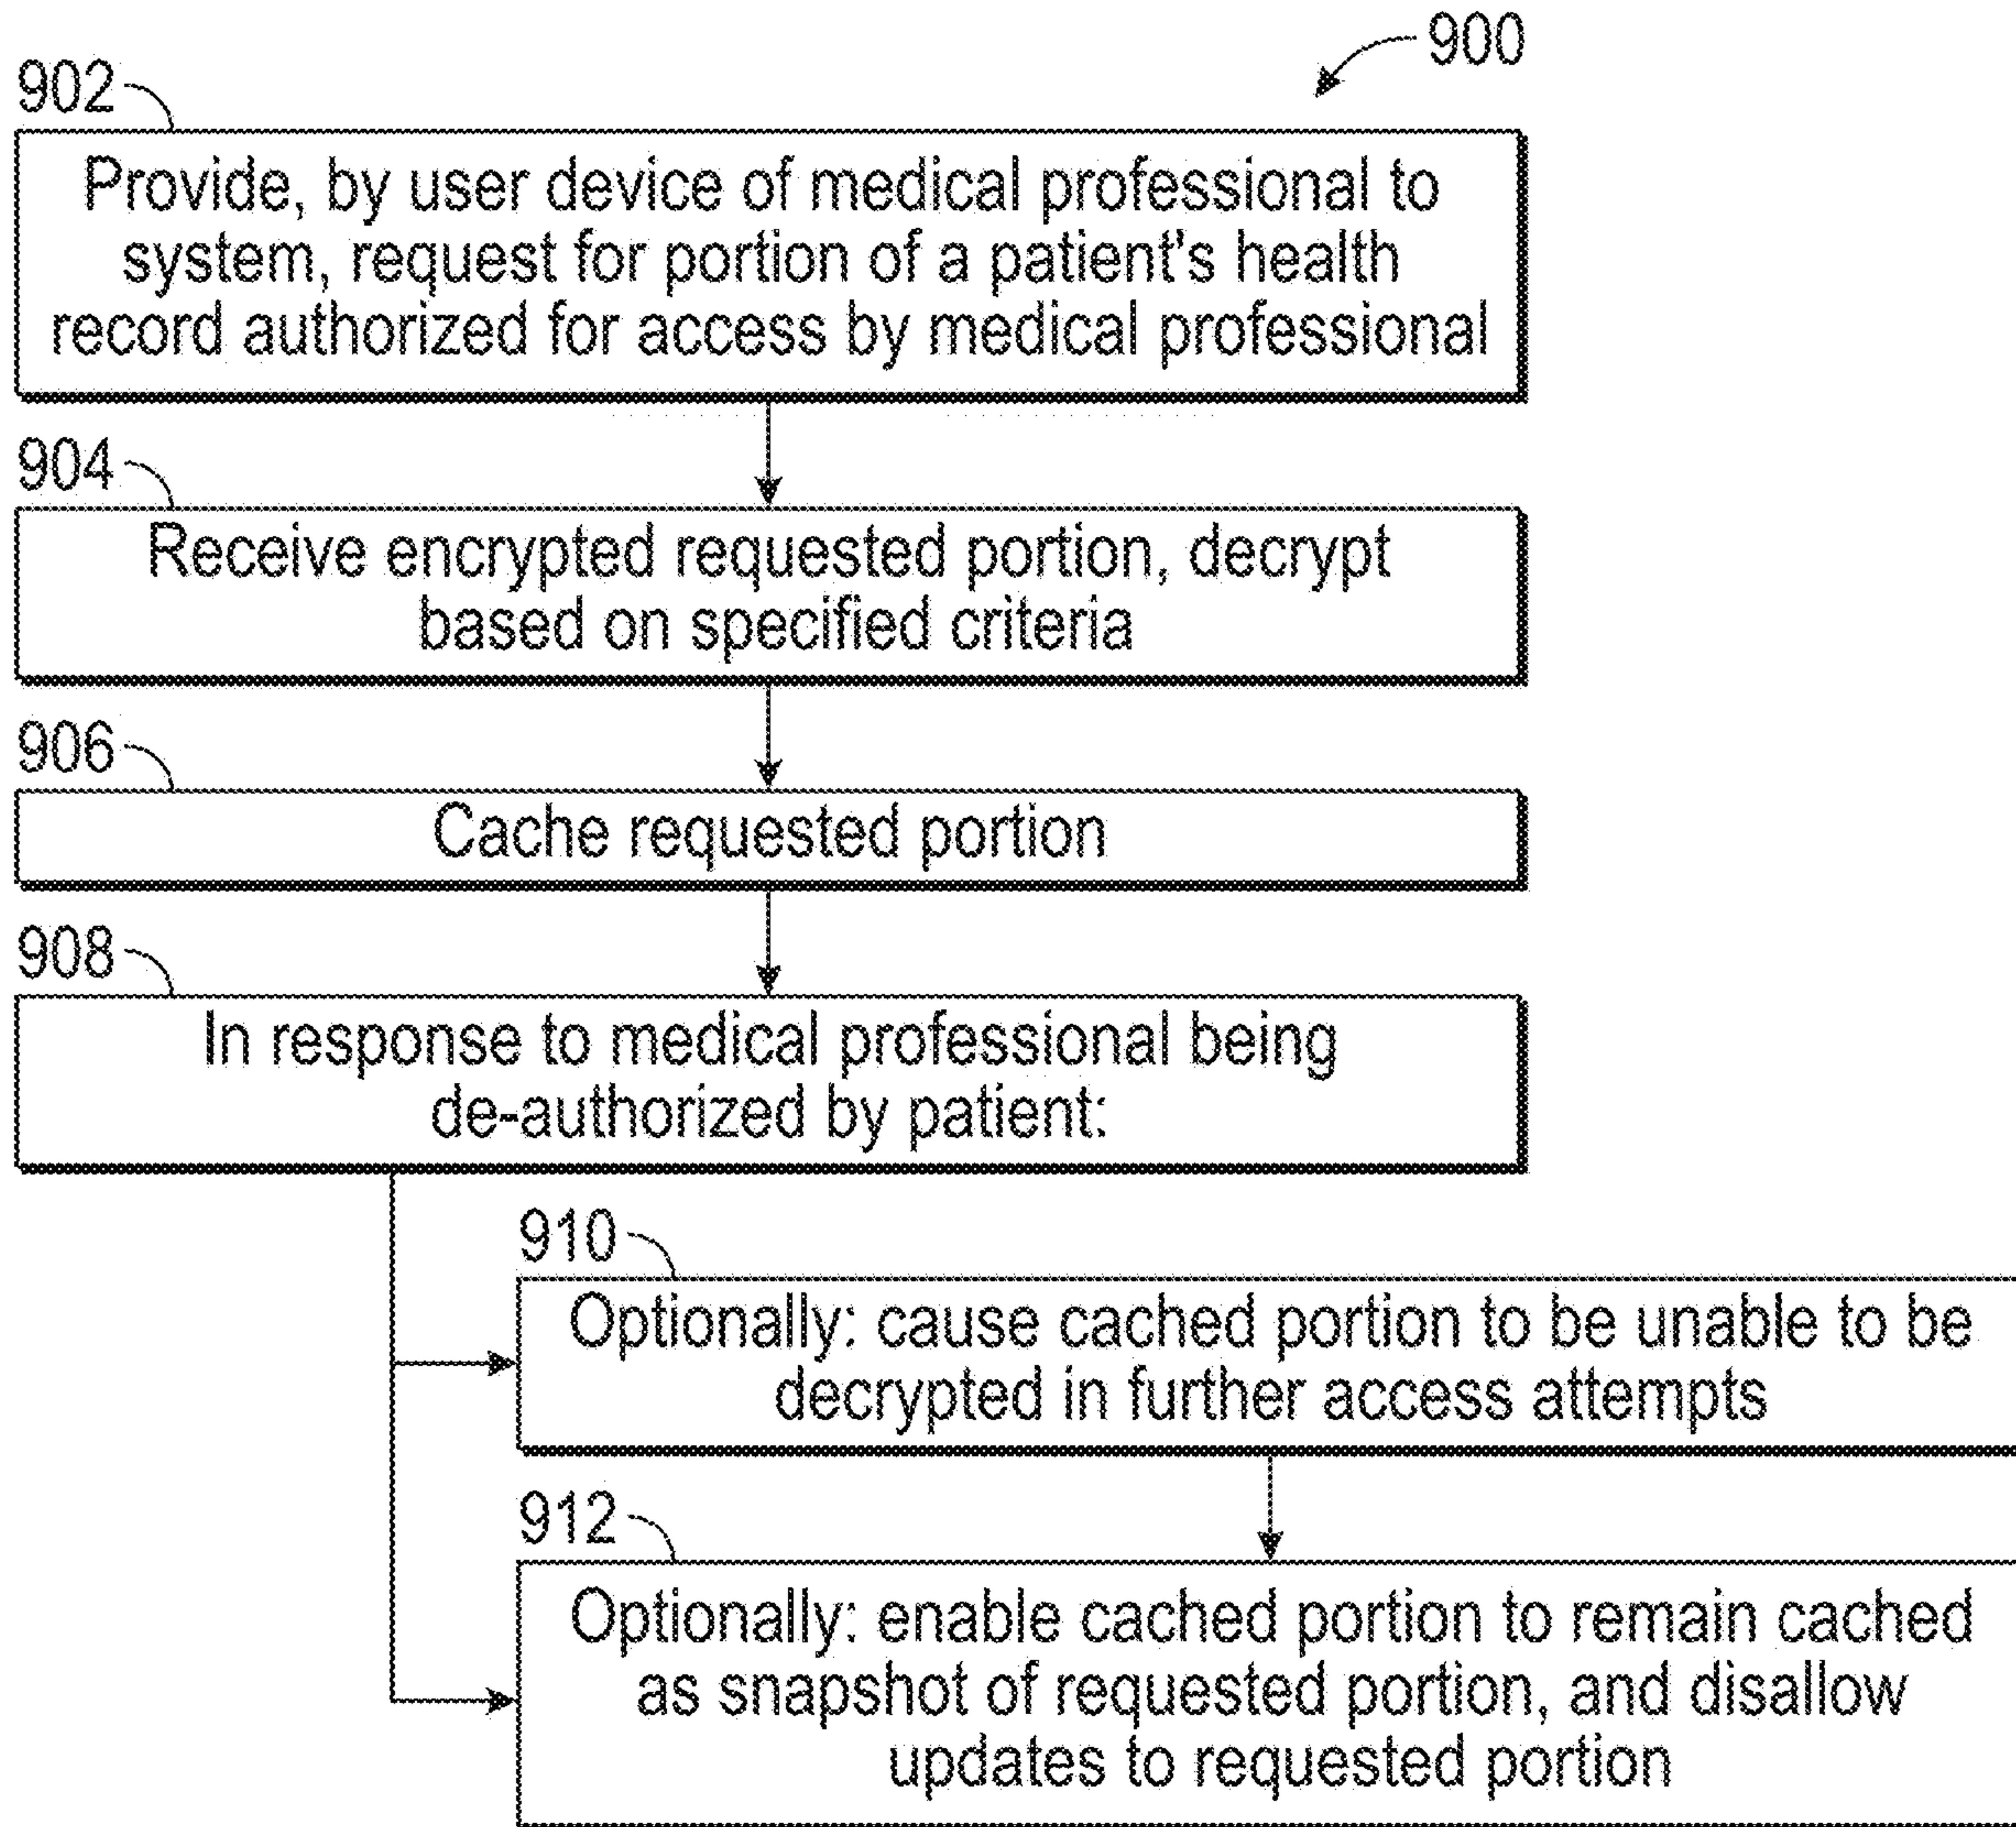 900
902
Provide, by user device of medical professional to
system, request for portion of a patient's health
record authorized for access by medical professional
904
Receive encrypted requested portion, decrypt
based on specified criteria
906
Cache requested portion
908
In response to medical professional being
de-authorized by patient:
910
Optionally: cause cached portion to be unable to be
decrypted in further access attempts
912
Optionally: enable cached portion to remain cached
as snapshot of requested portion, and disallow
updates to requested portion